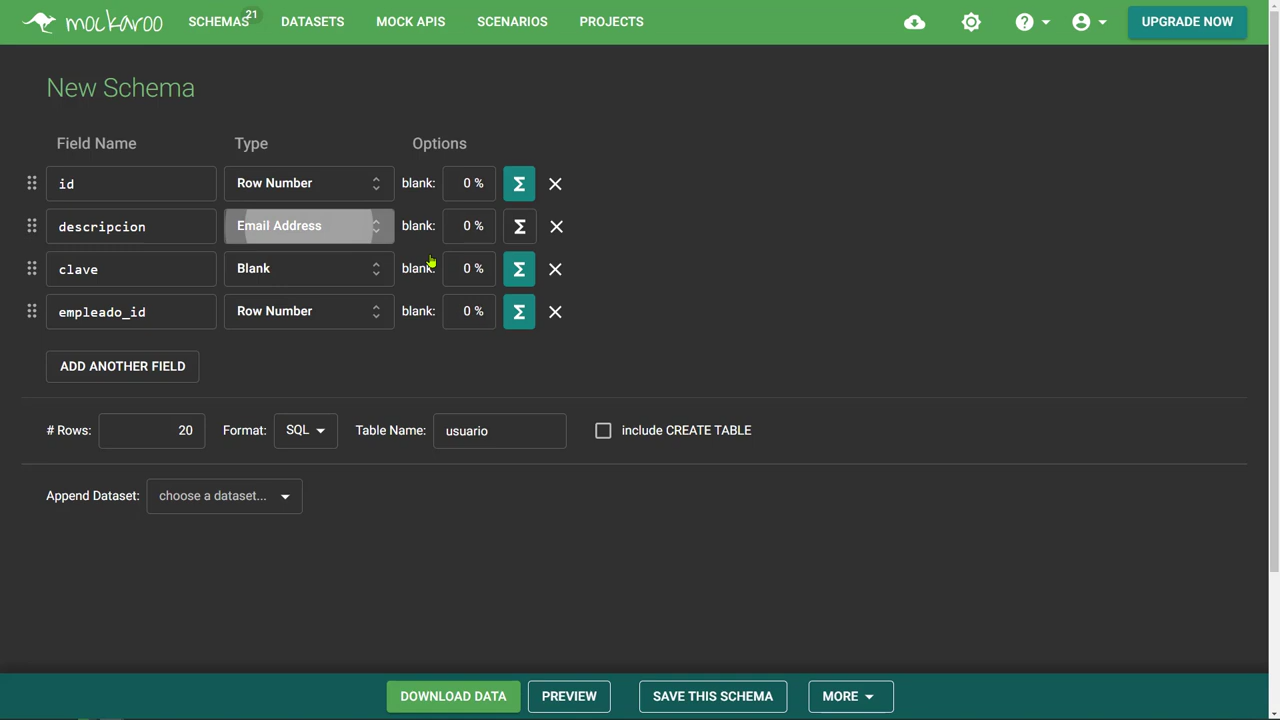 mockaroo SCHEMAS 21 DATASETS MOCK APIS SCENARIOS PROJECTS ? UPGRADE NOW
New Schema
Field Name Type Options
id Row Number blank: 0 % Σ
descripcion Email Address blank: 0 % Σ
clave Blank blank: 0 % Σ
empleado_id Row Number blank: 0 % Σ
ADD ANOTHER FIELD
# Rows: 20 Format: SQL Table Name: usuario include CREATE TABLE
Append Dataset: choose a dataset...
DOWNLOAD DATA PREVIEW SAVE THIS SCHEMA MORE